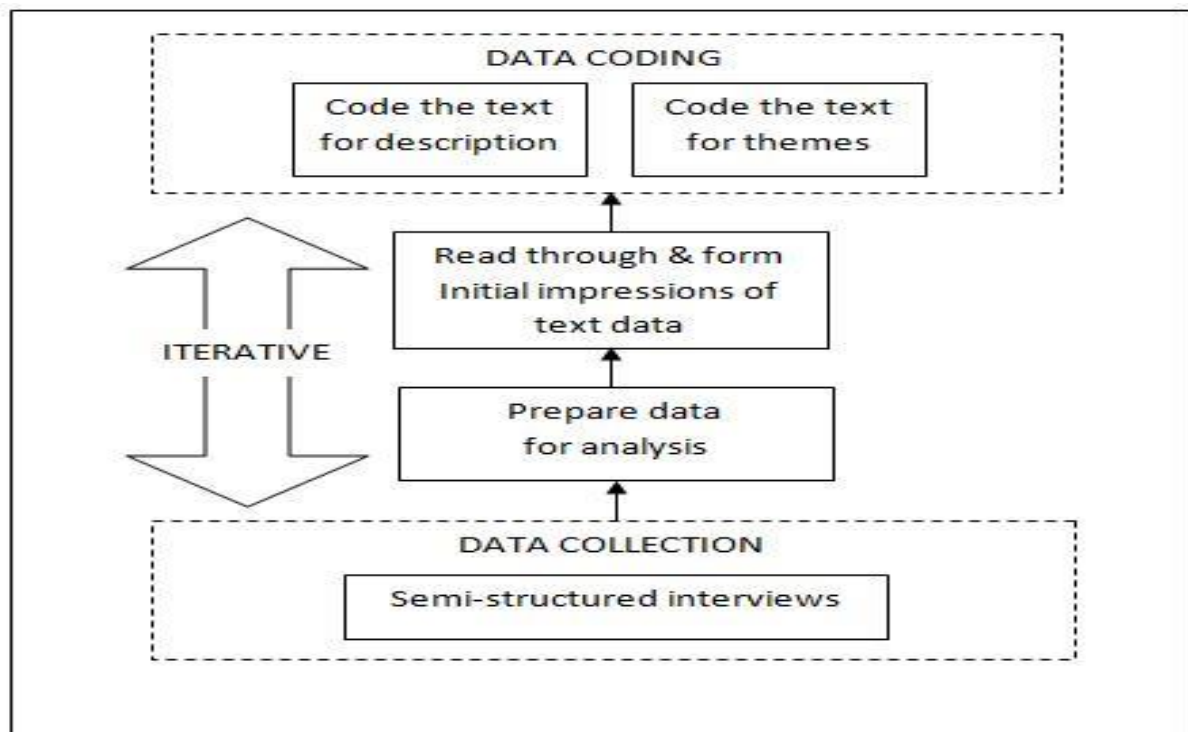 DATA CODING
Code the text
for description
Code the text
for themes
Read through & form
Initial impressions of
text data
ITERATIVE
Prepare data
for analysis
DATA COLLECTION
Semi-structured interviews